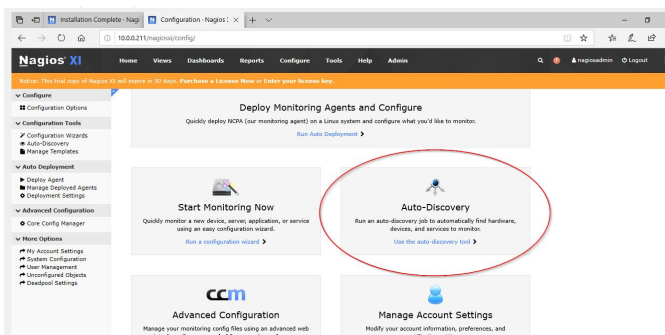 Installation Complete - Nagi
Configuration · Nagios X
10.0.0.211/nagiosxi/config/
Nagios XI
Home Views Dashboards Reports Configure Tools Help Admin
nagiosadmin Logout
Notice: This trial copy of Nagios XI will expire in 30 days. Purchase a License Now or Enter your license key.
Configure
Configuration Options
Configuration Tools
Configuration Wizards
Auto-Discovery
Manage Templates
Auto Deployment
Deploy Agent
Manage Deployed Agents
Deployment Settings
Advanced Configuration
Core Config Manager
More Options
My Account Settings
System Configuration
User Management
Unconfigured Objects
Deadpool Settings
Deploy Monitoring Agents and Configure
Quickly deploy NCPA (our monitoring agent) on a Linux system and configure what you'd like to monitor.
Run Auto Deployment
Start Monitoring Now
Quickly monitor a new device, server, application, or service
using an easy configuration wizard.
Run a configuration wizard
Auto-Discovery
Run an auto-discovery job to automatically find hardware,
devices, and services to monitor.
Use the auto-discovery tool
ccm
Advanced Configuration
Manage your monitoring config files using an advanced web
Manage Account Settings
Modify your account information, preferences, and